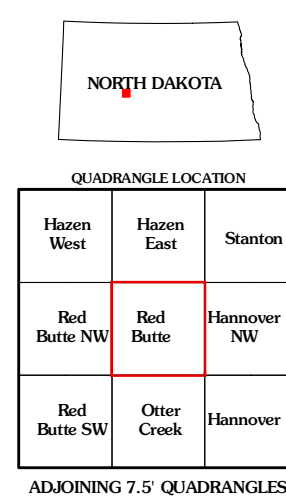 NORTH DAKOTA
QUADRANGLE LOCATION
Hazen
West
Hazen
East
Stanton
Red
Butte NW
Red
Butte
Hannover
NW
Red
Butte SW
Otter
Creek
Hannover
ADJOINING 7.5' QUADRANGLES